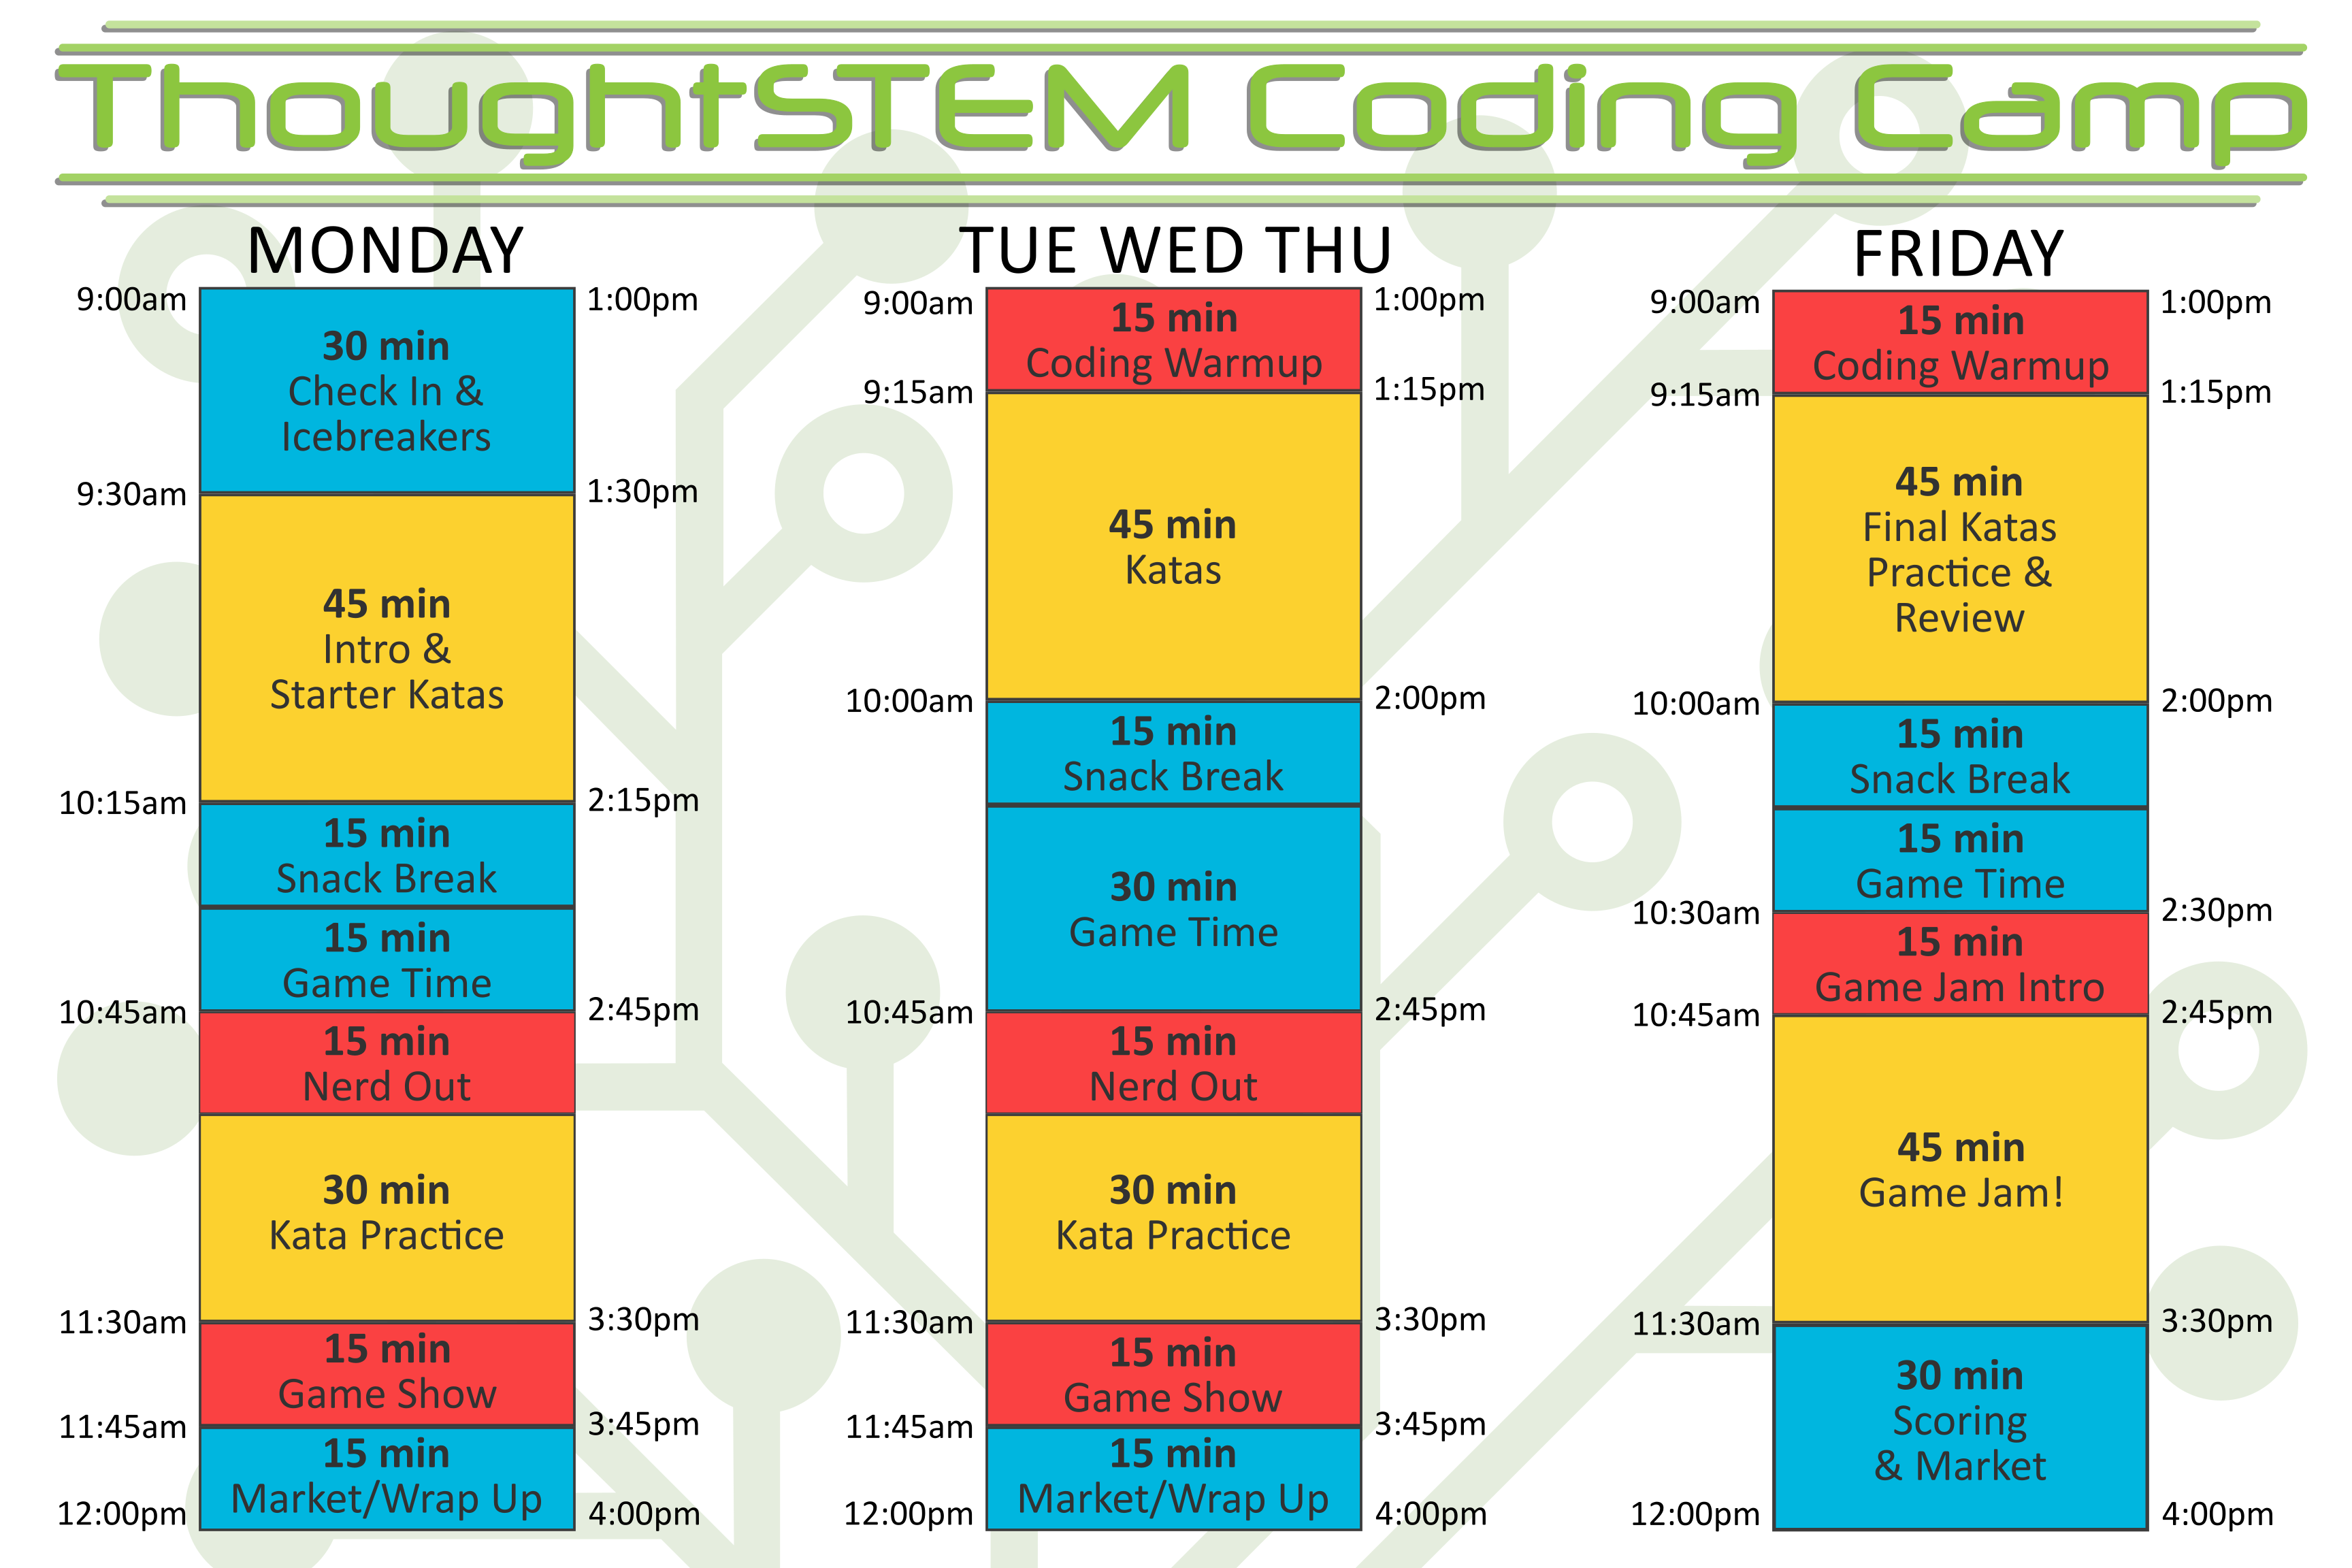 ThoughtSTEM Coding Camp
MONDAY
9:00am
1:00pm
30 min
Check In &
Icebreakers
9:30am
1:30pm
45 min
Intro &
Starter Katas
10:15am
2:15pm
15 min
Snack Break
15 min
Game Time
10:45am
2:45pm
15 min
Nerd Out
30 min
Kata Practice
11:30am
3:30pm
15 min
Game Show
11:45am
3:45pm
15 min
Market/Wrap Up
12:00pm
4:00pm
TUE WED THU
9:00am
1:00pm
15 min
Coding Warmup
9:15am
1:15pm
45 min
Katas
10:00am
2:00pm
15 min
Snack Break
30 min
Game Time
10:45am
2:45pm
15 min
Nerd Out
30 min
Kata Practice
11:30am
3:30pm
15 min
Game Show
11:45am
3:45pm
15 min
Market/Wrap Up
12:00pm
4:00pm
FRIDAY
9:00am
1:00pm
15 min
Coding Warmup
9:15am
1:15pm
45 min
Final Katas
Practice &
Review
10:00am
2:00pm
15 min
Snack Break
15 min
Game Time
10:30am
2:30pm
15 min
Game Jam Intro
10:45am
2:45pm
45 min
Game Jam!
11:30am
3:30pm
30 min
Scoring
& Market
12:00pm
4:00pm